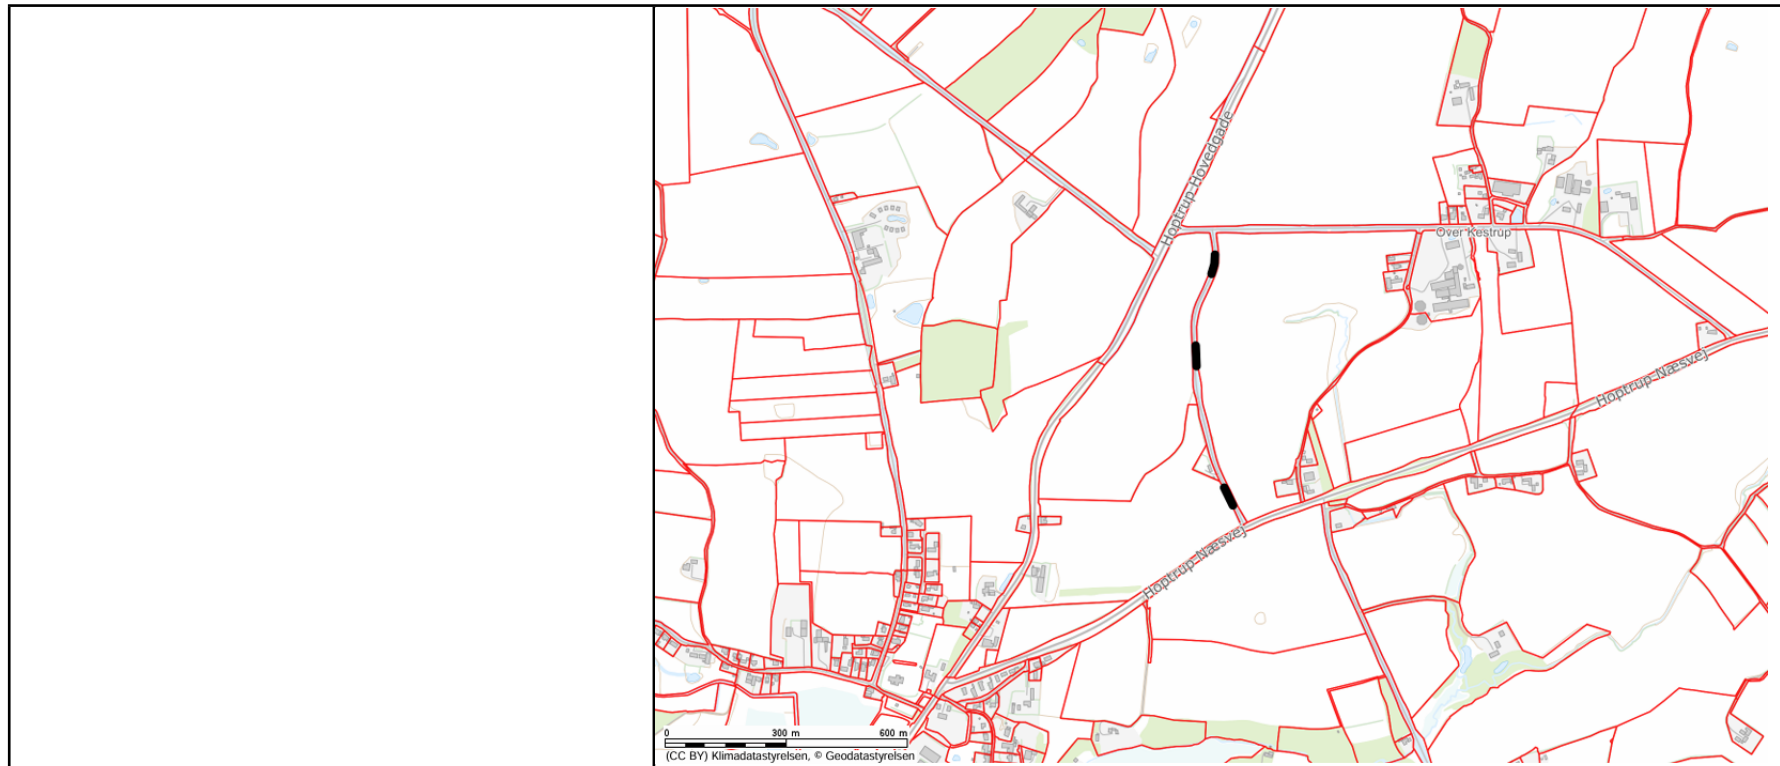 Hoptrup Hovedgade
Over Kestrup
Hoptrup Næsvej
Hoptrup Næsvej
0 300 m 600 m
(CC BY) Klimadatastyrelsen, © Geodatastyrelsen